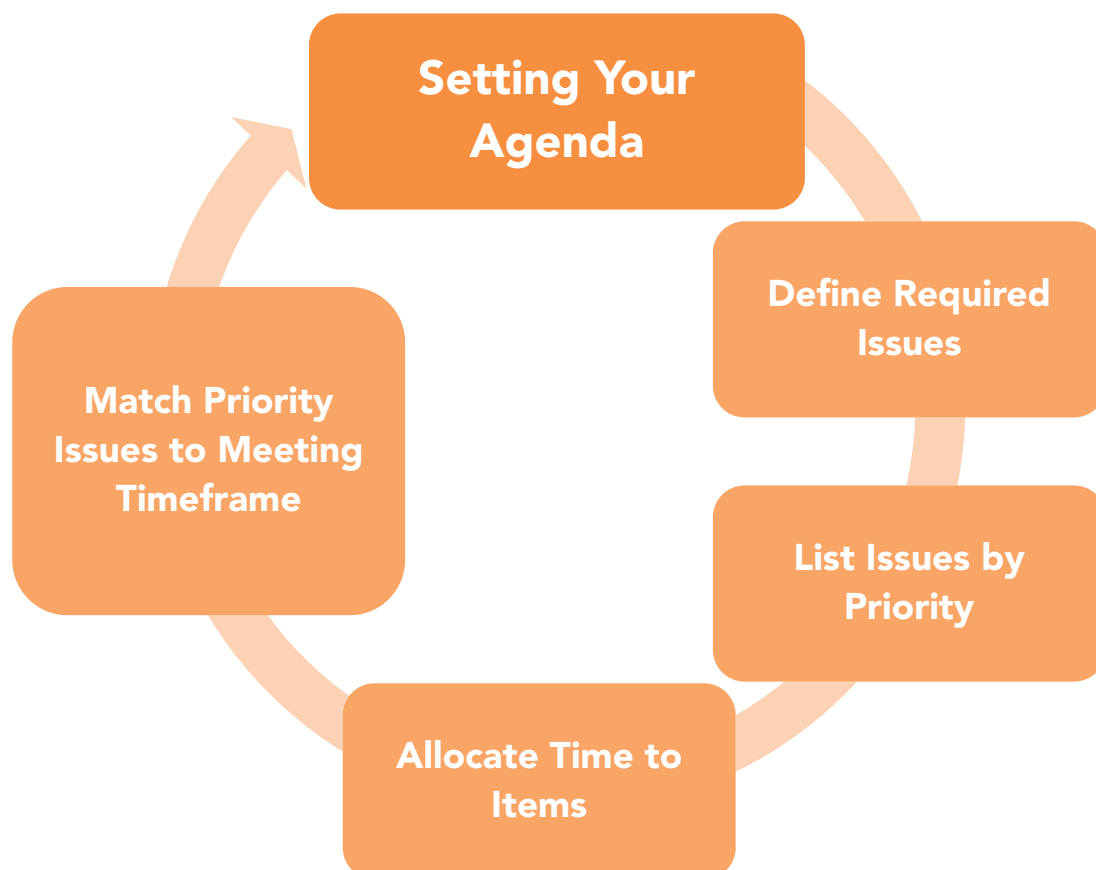 Setting Your
Agenda
Define Required
Issues
List Issues by
Priority
Allocate Time to
Items
Match Priority
Issues to Meeting
Timeframe